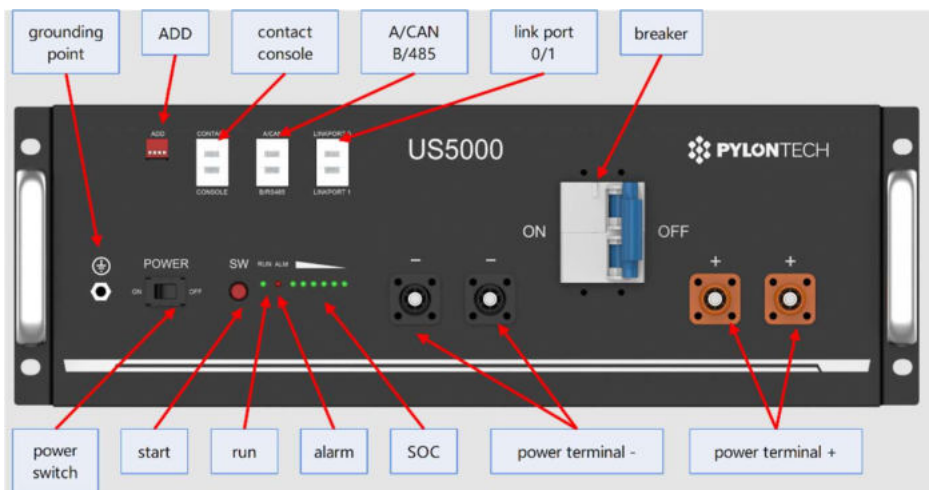 grounding
point
ADD
contact
console
A/CAN
B/485
link port
0/1
breaker
ADD
CONTACT
A/CAN
LINKPORT 0
CONSOLE
B/RS485
LINKPORT 1
US5000
PYLONTECH
ON
OFF
POWER
ON
OFF
SW
RUN
ALM
−
−
+
+
power
switch
start
run
alarm
SOC
power terminal -
power terminal +